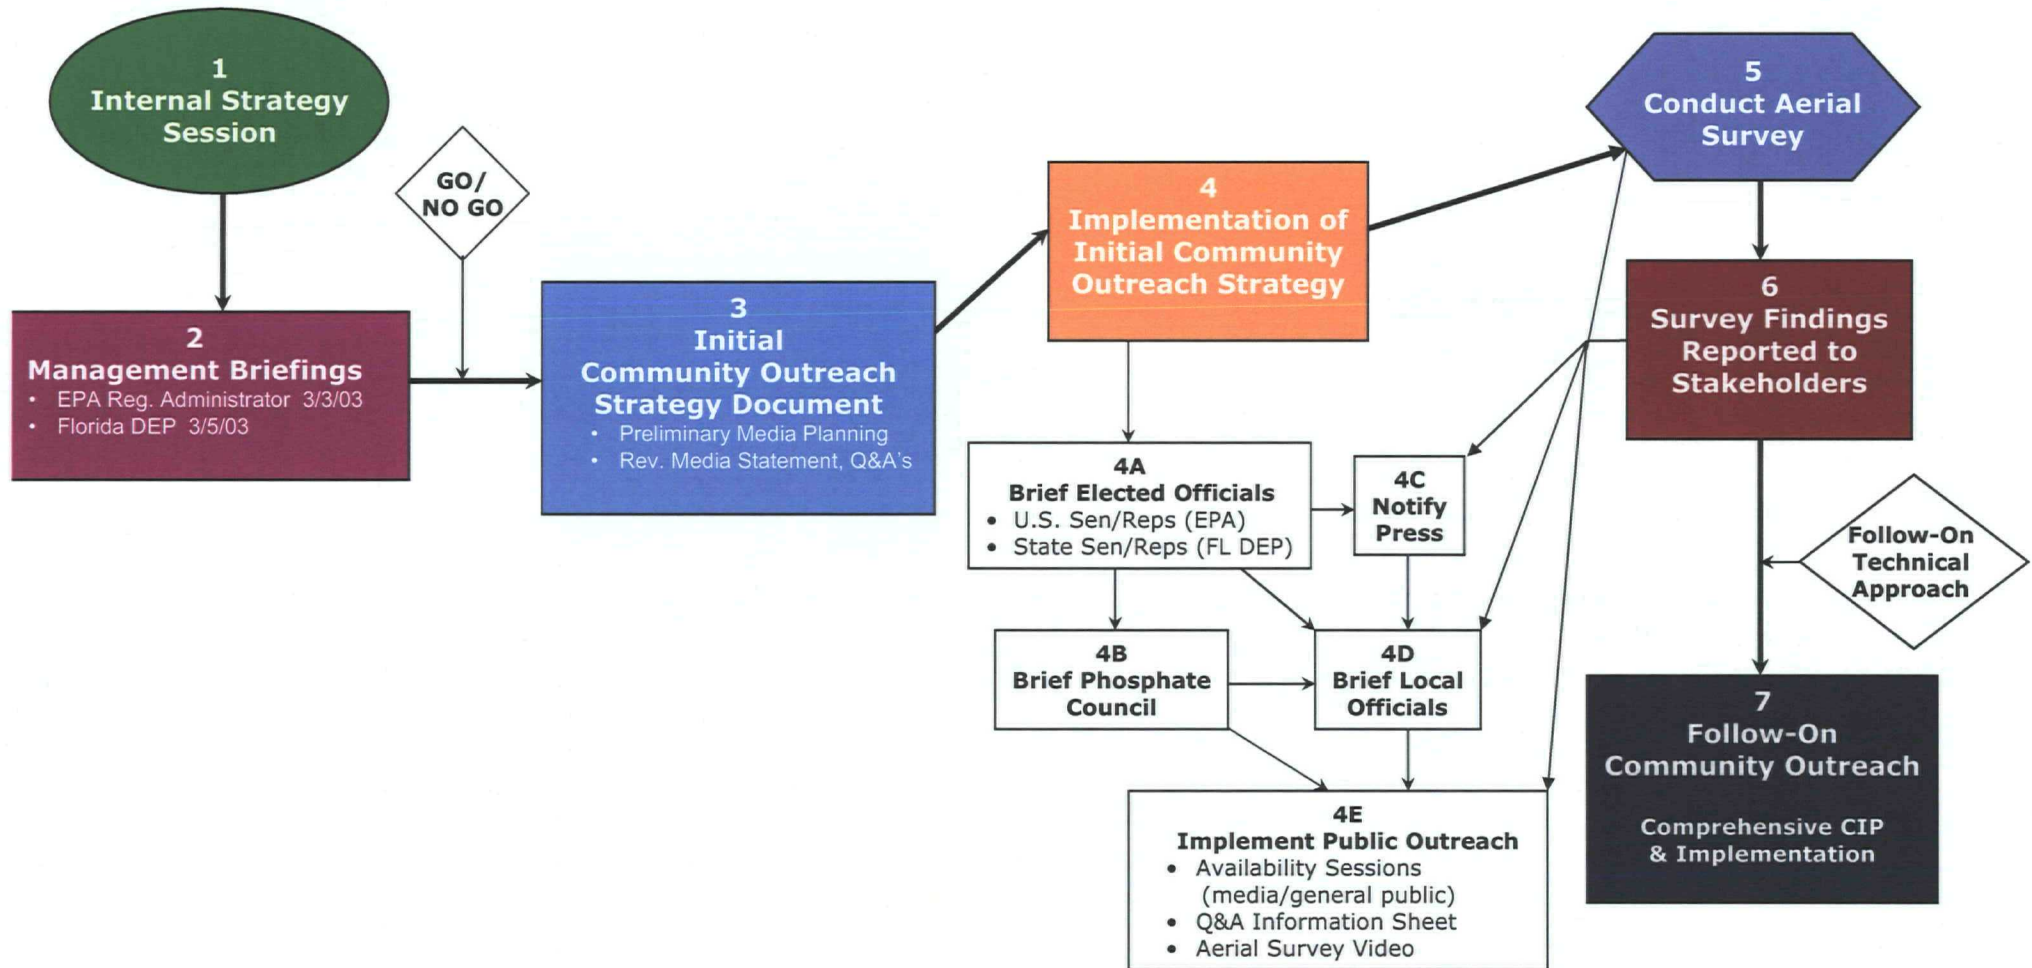 1
Internal Strategy
Session
GO/
NO GO
2
Management Briefings
• EPA Reg. Administrator 3/3/03
• Florida DEP 3/5/03
3
Initial
Community Outreach
Strategy Document
• Preliminary Media Planning
• Rev. Media Statement, Q&A's
4
Implementation of
Initial Community
Outreach Strategy
4A
Brief Elected Officials
• U.S. Sen/Reps (EPA)
• State Sen/Reps (FL DEP)
4C
Notify
Press
4B
Brief Phosphate
Council
4D
Brief Local
Officials
4E
Implement Public Outreach
• Availability Sessions
(media/general public)
• Q&A Information Sheet
• Aerial Survey Video
5
Conduct Aerial
Survey
6
Survey Findings
Reported to
Stakeholders
Follow-On
Technical
Approach
7
Follow-On
Community Outreach
Comprehensive CIP
& Implementation